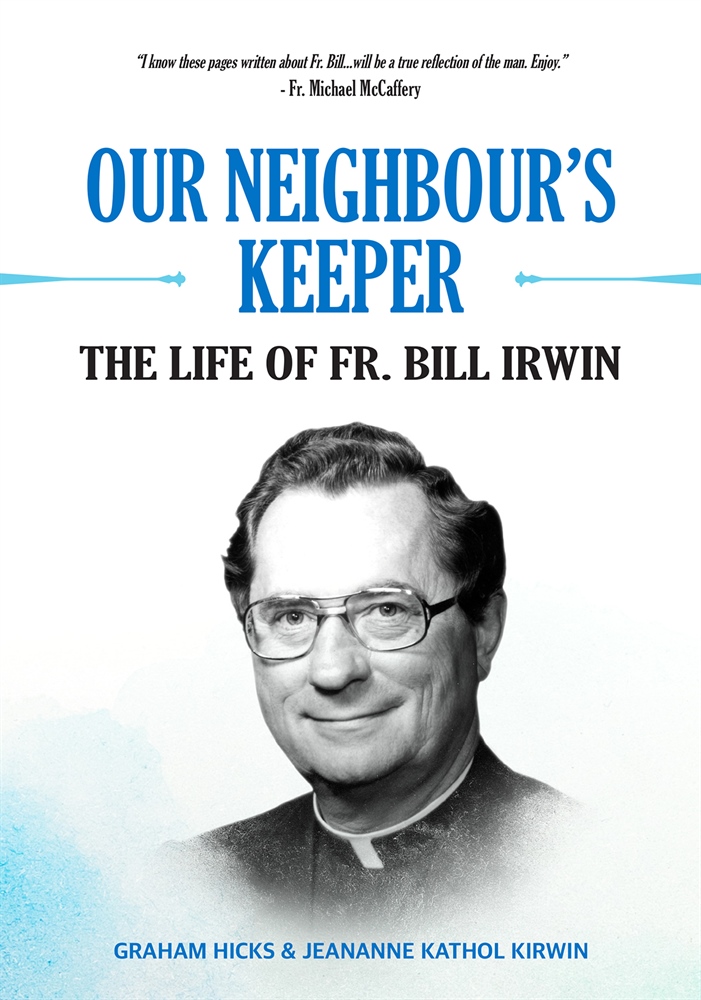 “I know these pages written about Fr. Bill...will be a true reflection of the man. Enjoy.”
- Fr. Michael McCaffery
OUR NEIGHBOUR’S
KEEPER
THE LIFE OF FR. BILL IRWIN
GRAHAM HICKS & JEANANNE KATHOL KIRWIN